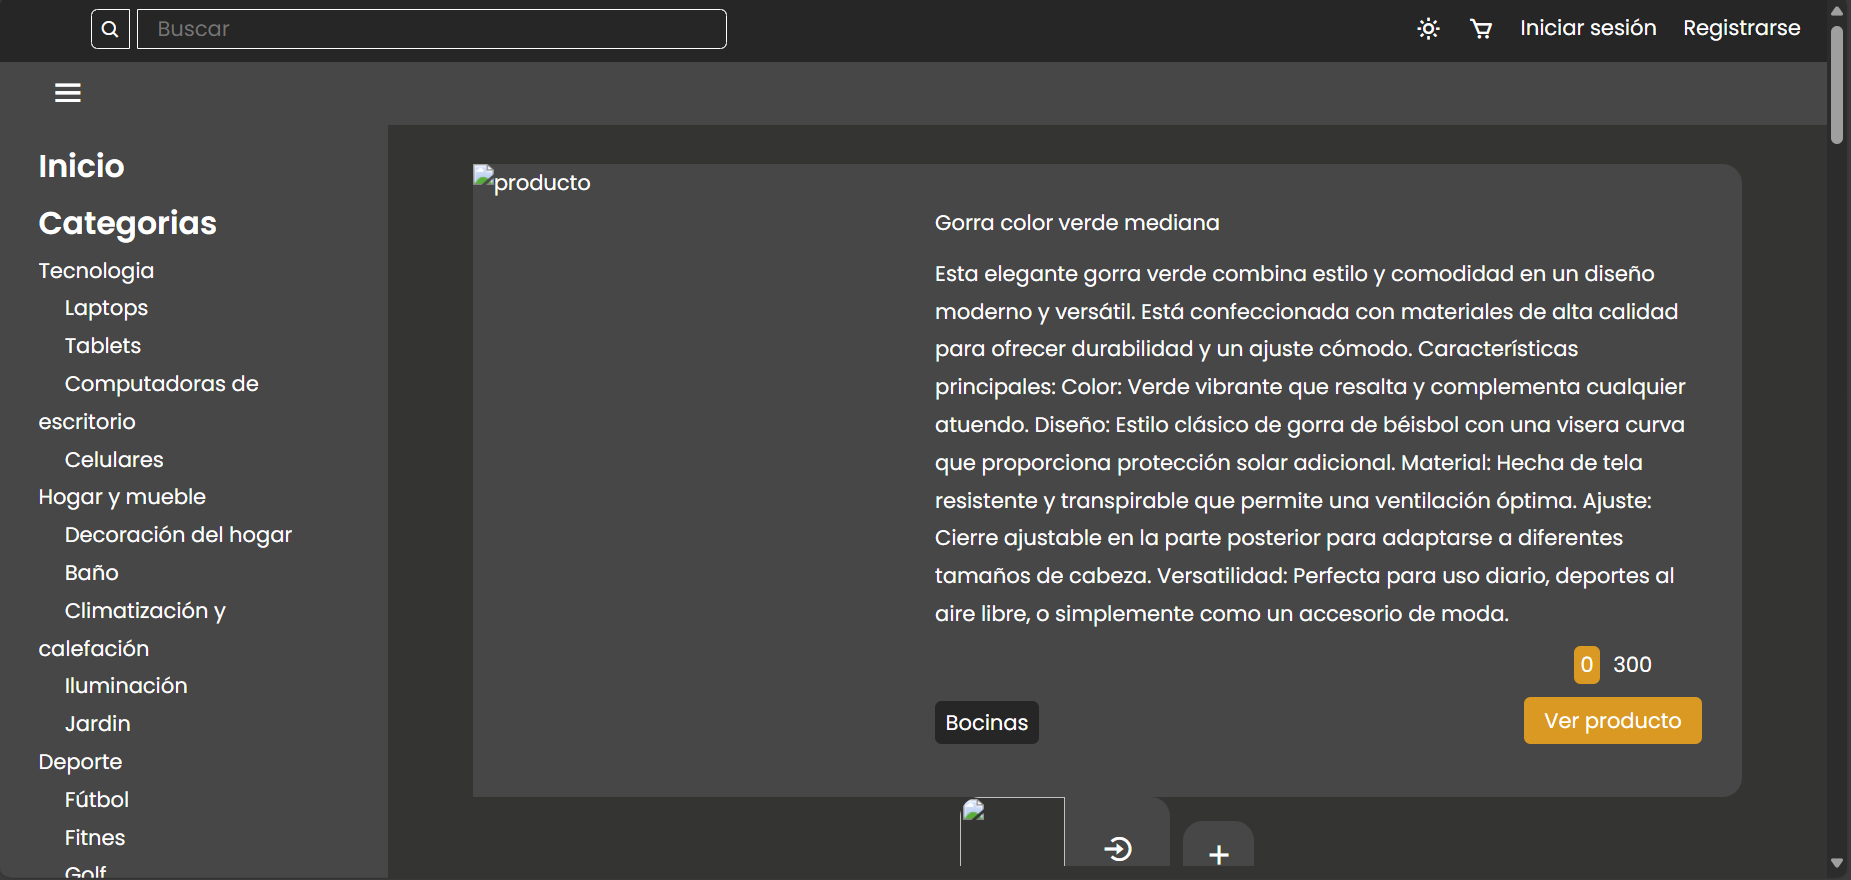 Buscar
Iniciar sesión
Registrarse
Inicio
Categorias
Tecnologia
Laptops
Tablets
Computadoras de
escritorio
Celulares
Hogar y mueble
Decoración del hogar
Baño
Climatización y
calefación
Iluminación
Jardin
Deporte
Fútbol
Fitnes
Golf
producto
Gorra color verde mediana
Esta elegante gorra verde combina estilo y comodidad en un diseño
moderno y versátil. Está confeccionada con materiales de alta calidad
para ofrecer durabilidad y un ajuste cómodo. Características
principales: Color: Verde vibrante que resalta y complementa cualquier
atuendo. Diseño: Estilo clásico de gorra de béisbol con una visera curva
que proporciona protección solar adicional. Material: Hecha de tela
resistente y transpirable que permite una ventilación óptima. Ajuste:
Cierre ajustable en la parte posterior para adaptarse a diferentes
tamaños de cabeza. Versatilidad: Perfecta para uso diario, deportes al
aire libre, o simplemente como un accesorio de moda.
0 300
Bocinas
Ver producto